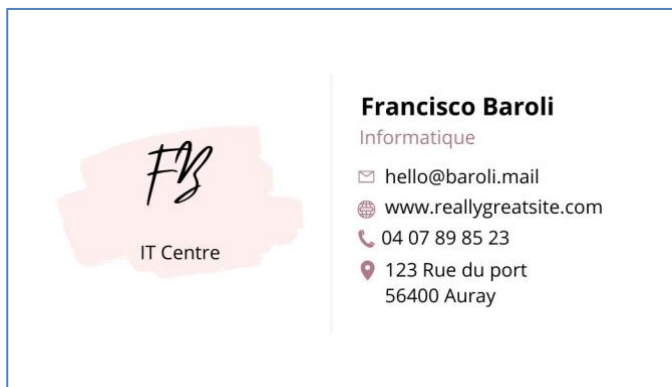 FB
IT Centre
Francisco Baroli
Informatique
hello@baroli.mail
www.reallygreatsite.com
04 07 89 85 23
123 Rue du port
56400 Auray